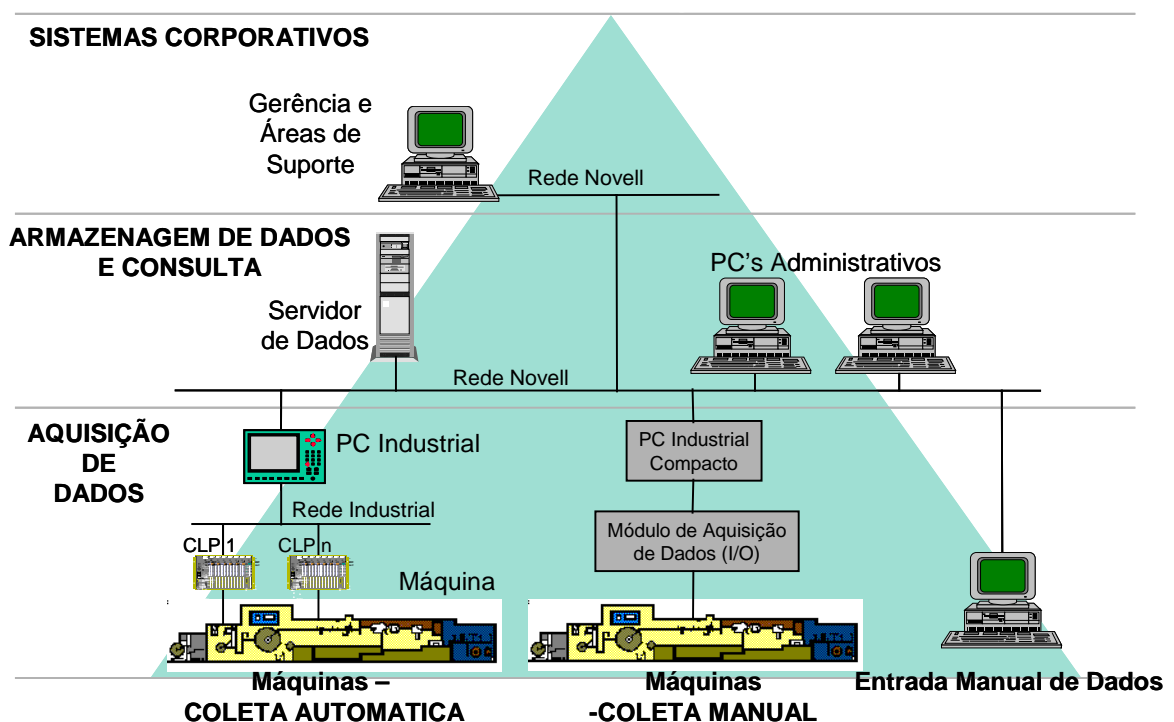 SISTEMAS CORPORATIVOS
Gerência e
Áreas de
Suporte
Rede Novell
ARMAZENAGEM DE DADOS
E CONSULTA
Servidor
de Dados
PC's Administrativos
Rede Novell
AQUISIÇÃO
DE
DADOS
PC Industrial
PC Industrial
Compacto
Rede Industrial
CLP 1
CLP n
Módulo de Aquisição
de Dados (I/O)
Máquina
Máquinas –
COLETA AUTOMATICA
Máquinas
-COLETA MANUAL
Entrada Manual de Dados